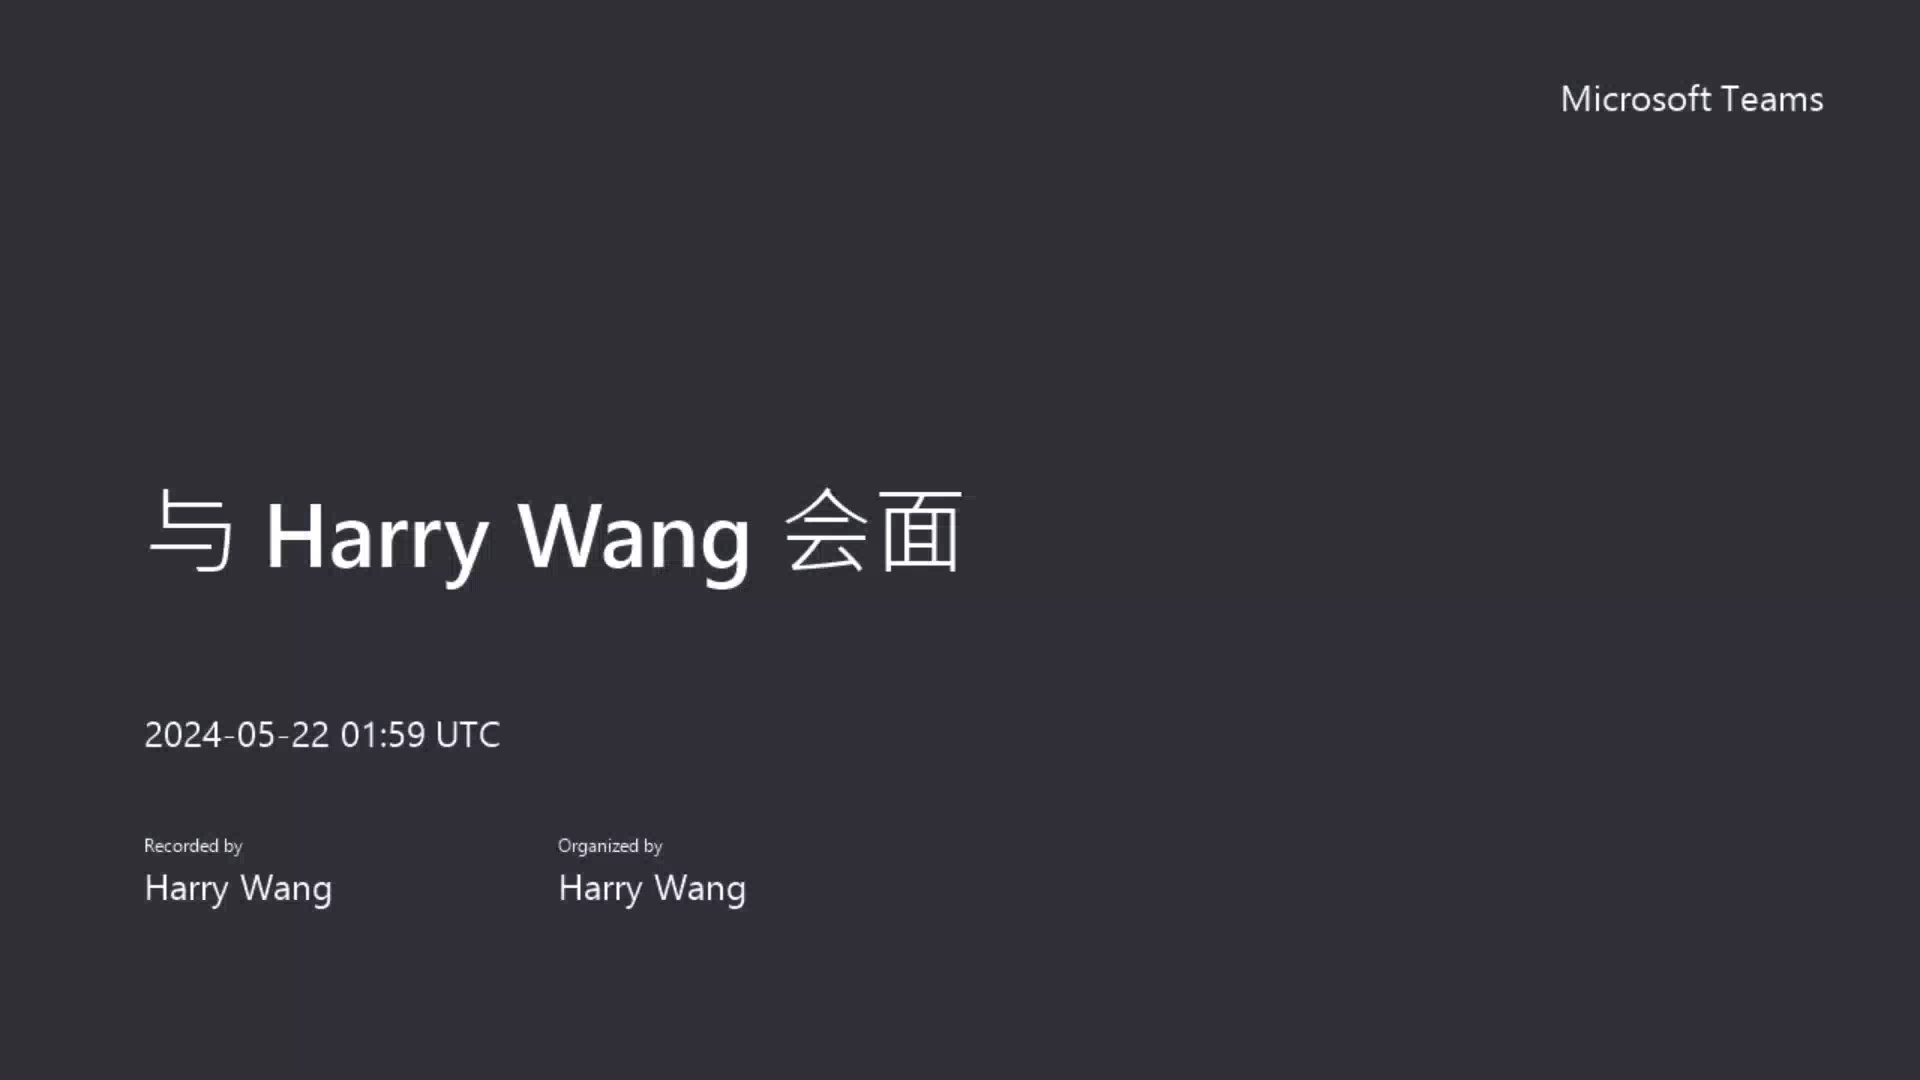 Microsoft Teams
与 Harry Wang 会面
2024-05-22 01:59 UTC
Recorded by
Harry Wang
Organized by
Harry Wang